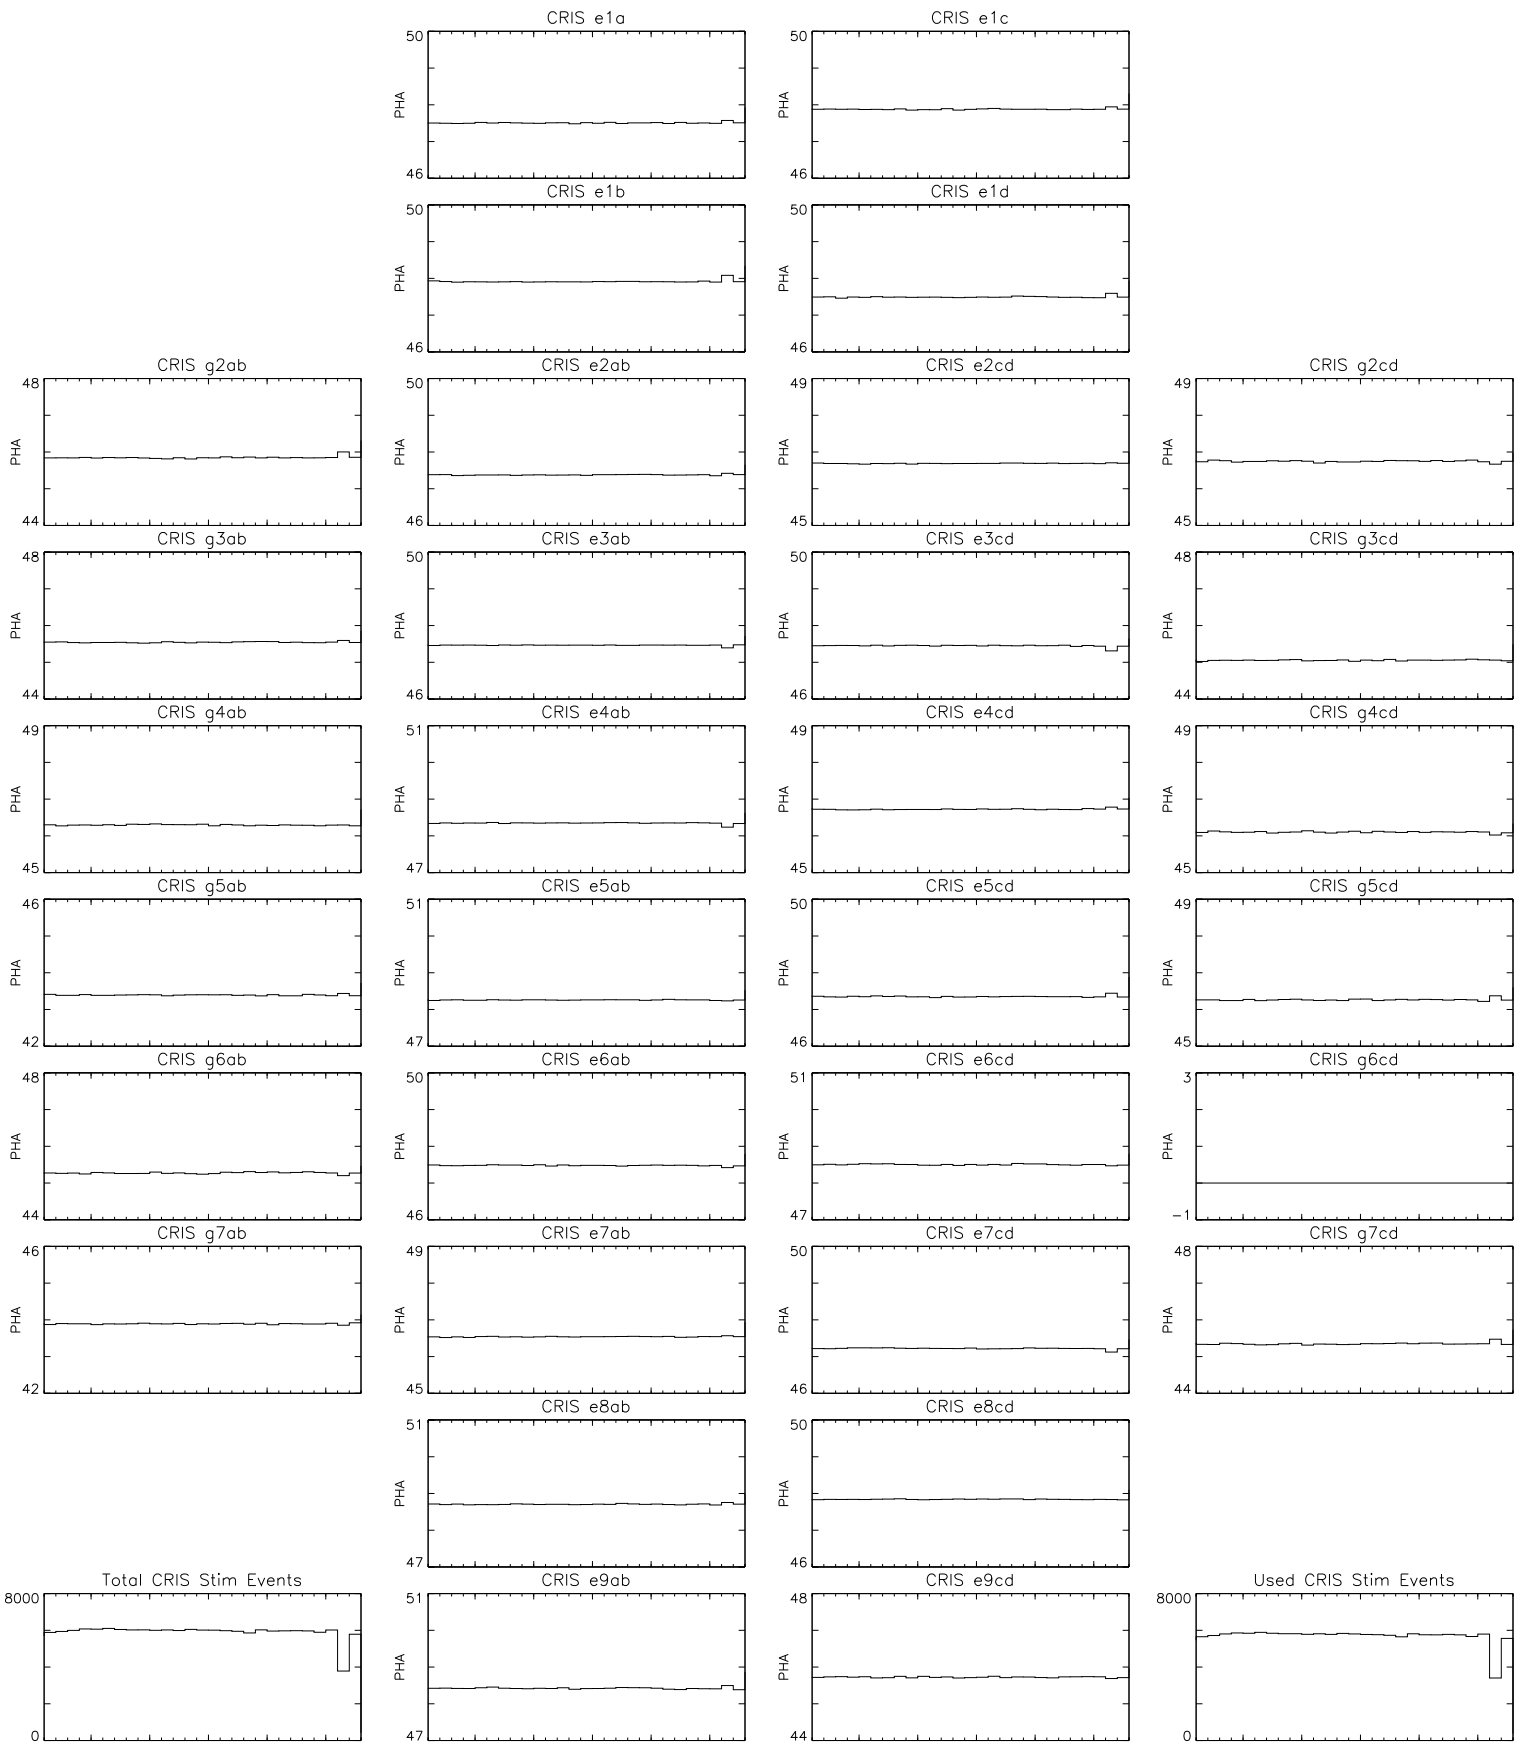 CRIS e1a
CRIS e1c
50
PHA
46
50
PHA
46
CRIS e1b
CRIS e1d
50
PHA
46
50
PHA
46
CRIS g2ab
CRIS e2ab
CRIS e2cd
CRIS g2cd
48
PHA
44
50
PHA
46
49
PHA
45
49
PHA
45
CRIS g3ab
CRIS e3ab
CRIS e3cd
CRIS g3cd
48
PHA
44
50
PHA
46
50
PHA
46
48
PHA
44
CRIS g4ab
CRIS e4ab
CRIS e4cd
CRIS g4cd
49
PHA
45
51
PHA
47
49
PHA
45
49
PHA
45
CRIS g5ab
CRIS e5ab
CRIS e5cd
CRIS g5cd
46
PHA
42
51
PHA
47
50
PHA
46
49
PHA
45
CRIS g6ab
CRIS e6ab
CRIS e6cd
CRIS g6cd
48
PHA
44
50
PHA
46
51
PHA
47
3
PHA
-1
CRIS g7ab
CRIS e7ab
CRIS e7cd
CRIS g7cd
46
PHA
42
49
PHA
45
50
PHA
46
48
PHA
44
CRIS e8ab
CRIS e8cd
51
PHA
47
50
PHA
46
Total CRIS Stim Events
CRIS e9ab
CRIS e9cd
Used CRIS Stim Events
8000
0
51
PHA
47
48
PHA
44
8000
0